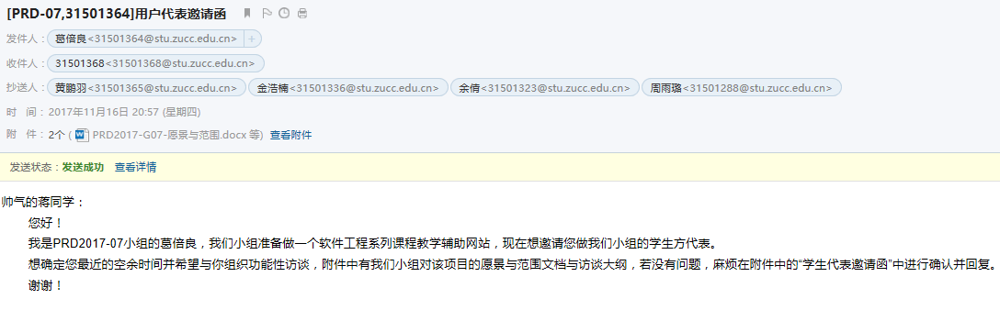 [PRD-07,31501364]用户代表邀请函
发件人：葛倍良<31501364@stu.zucc.edu.cn> +
收件人：31501368<31501368@stu.zucc.edu.cn>
抄送人：黄鹏羽<31501365@stu.zucc.edu.cn> 金浩楠<31501336@stu.zucc.edu.cn> 余倩<31501323@stu.zucc.edu.cn> 周雨璐<31501288@stu.zucc.edu.cn>
时 间：2017年11月16日 20:57 (星期四)
附 件：2个 ( PRD2017-G07-愿景与范围.docx 等) 查看附件
发送状态：发送成功 查看详情
帅气的蒋同学：
您好！
我是PRD2017-07小组的葛倍良，我们小组准备做一个软件工程系列课程教学辅助网站，现在想邀请您做我们小组的学生方代表。
想确定您最近的空余时间并希望与你组织功能性访谈，附件中有我们小组对该项目的愿景与范围文档与访谈大纲，若没有问题，麻烦在附件中的“学生代表邀请函”中进行确认并回复。
谢谢！